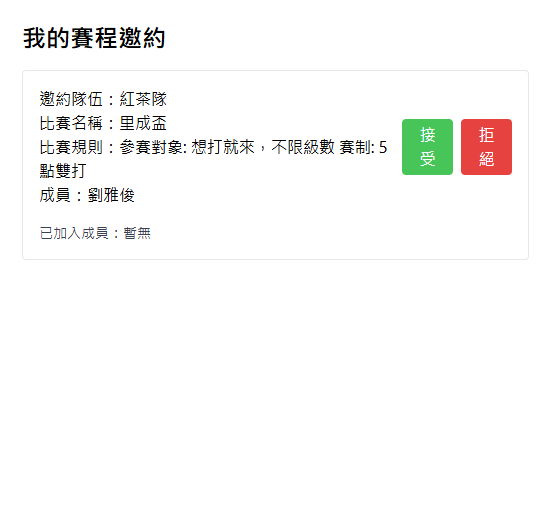 我的賽程邀約
邀約隊伍：紅茶隊
比賽名稱：里成盃
比賽規則：參賽對象: 想打就來，不限級數 賽制: 5
點雙打
成員：劉雅俊
已加入成員：暫無
接
受
拒
絕